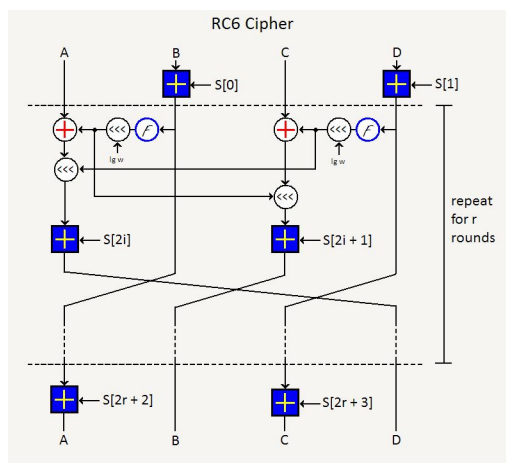 RC6 Cipher
A B C D
S[0] S[1]
<<< f <<< f
lg w lg w
<<< <<<
S[2i] S[2i + 1]
repeat
for r
rounds
S[2r + 2] S[2r + 3]
A B C D